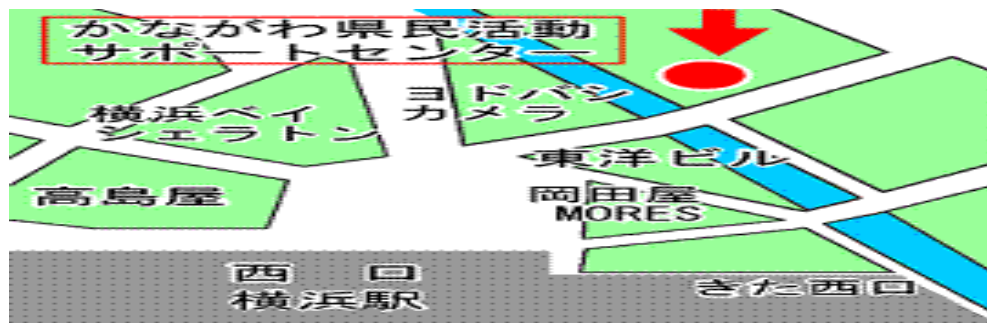 かながわ県民活動
サポートセンター
ヨドバシ
カメラ
横浜ベイ
シェラトン
東洋ビル
高島屋
岡田屋
MORES
西　口
横浜駅
きた西口